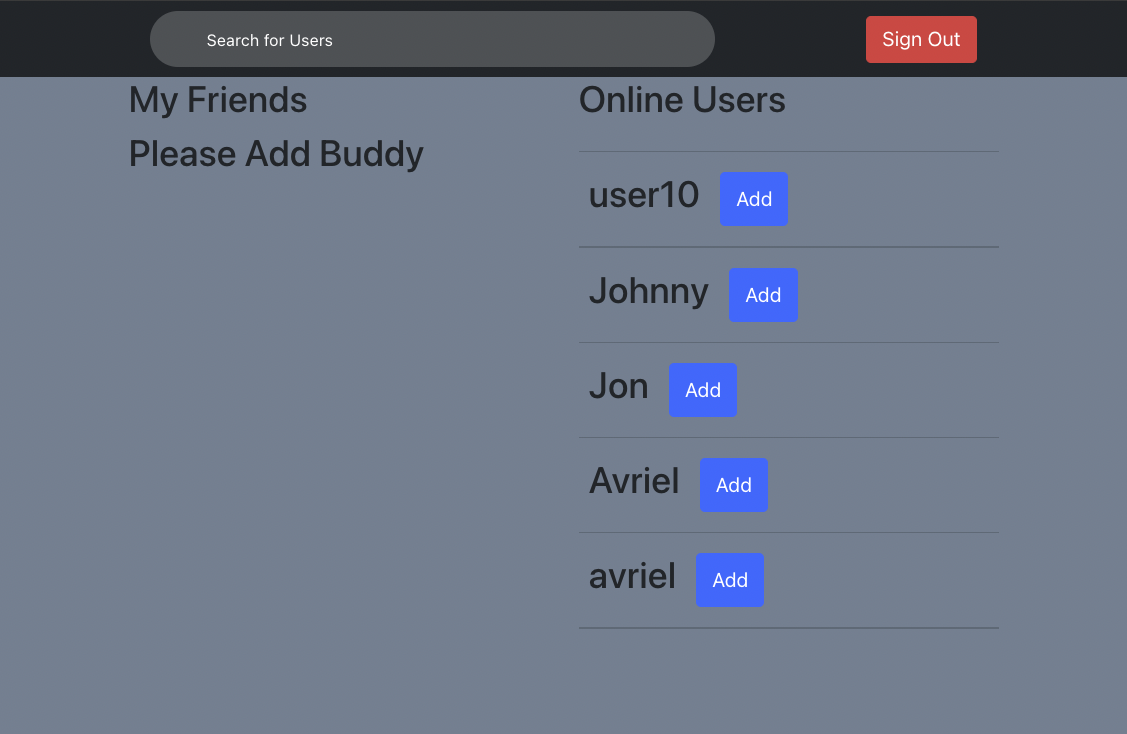 Search for Users
Sign Out
My Friends
Please Add Buddy
Online Users
user10 Add
Johnny Add
Jon Add
Avriel Add
avriel Add